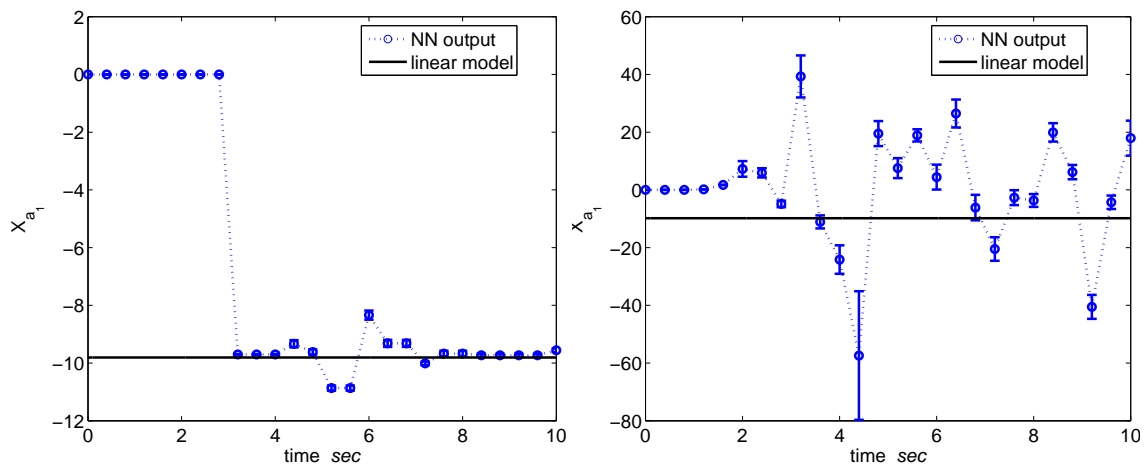 2
0
−2
−4
−6
−8
−10
−12
0 2 4 6 8 10
time sec
X_{a_1}
NN output
linear model
60
40
20
0
−20
−40
−60
−80
0 2 4 6 8 10
time sec
X_{a_1}
NN output
linear model